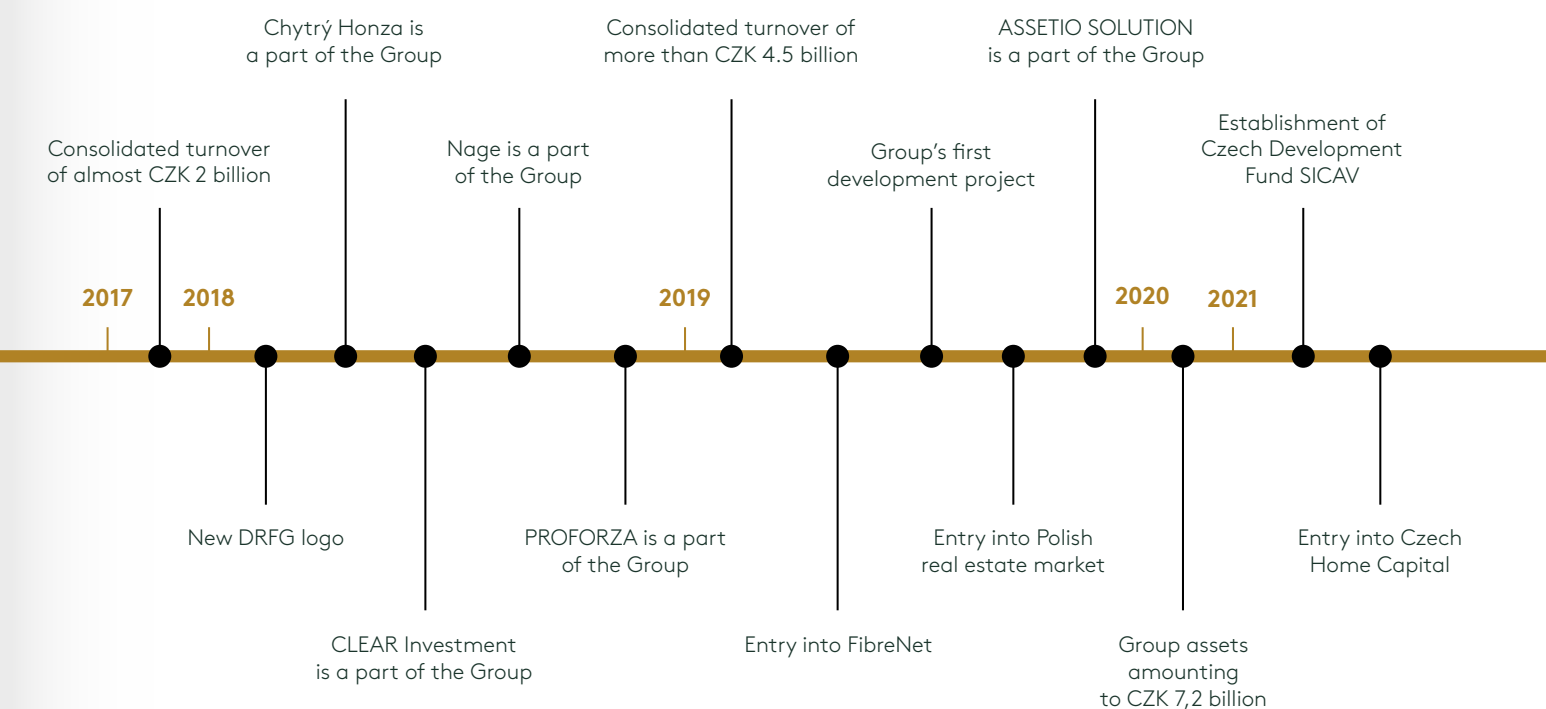 Chytrý Honza is
a part of the Group
Consolidated turnover of
more than CZK 4.5 billion
ASSETIO SOLUTION
is a part of the Group
Consolidated turnover
of almost CZK 2 billion
Nage is a part
of the Group
Group's first
development project
Establishment of
Czech Development
Fund SICAV
2017
2018
2019
2020
2021
New DRFG logo
PROFORZA is a part
of the Group
Entry into Polish
real estate market
Entry into Czech
Home Capital
CLEAR Investment
is a part of the Group
Entry into FibreNet
Group assets
amounting
to CZK 7,2 billion